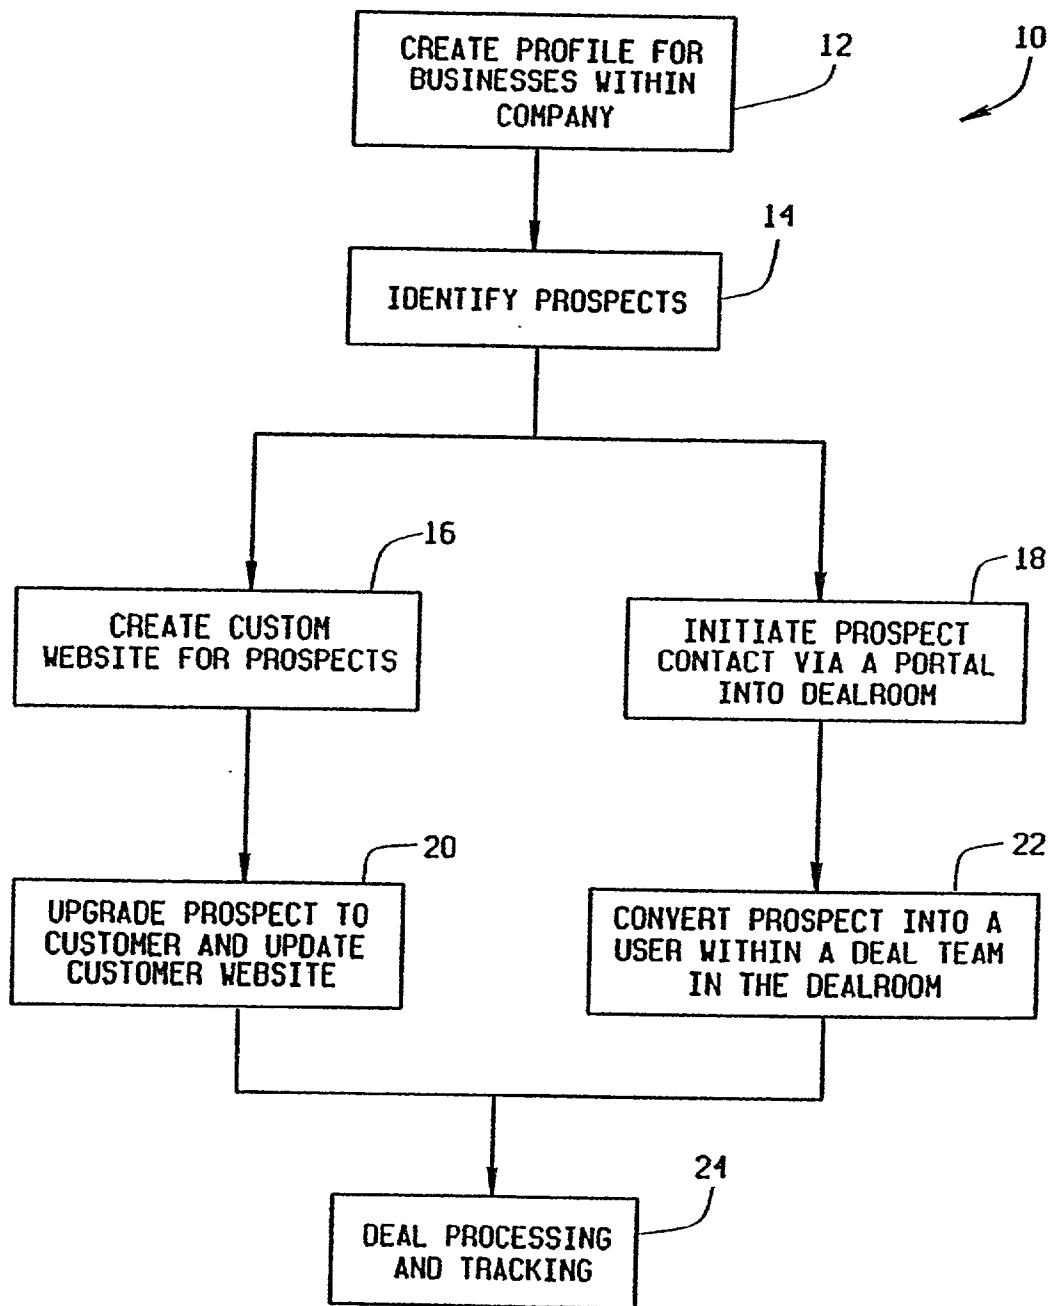 CREATE PROFILE FOR
BUSINESSES WITHIN
COMPANY
12
10
IDENTIFY PROSPECTS
14
CREATE CUSTOM
WEBSITE FOR PROSPECTS
16
INITIATE PROSPECT
CONTACT VIA A PORTAL
INTO DEALROOM
18
UPGRADE PROSPECT TO
CUSTOMER AND UPDATE
CUSTOMER WEBSITE
20
CONVERT PROSPECT INTO A
USER WITHIN A DEAL TEAM
IN THE DEALROOM
22
DEAL PROCESSING
AND TRACKING
24